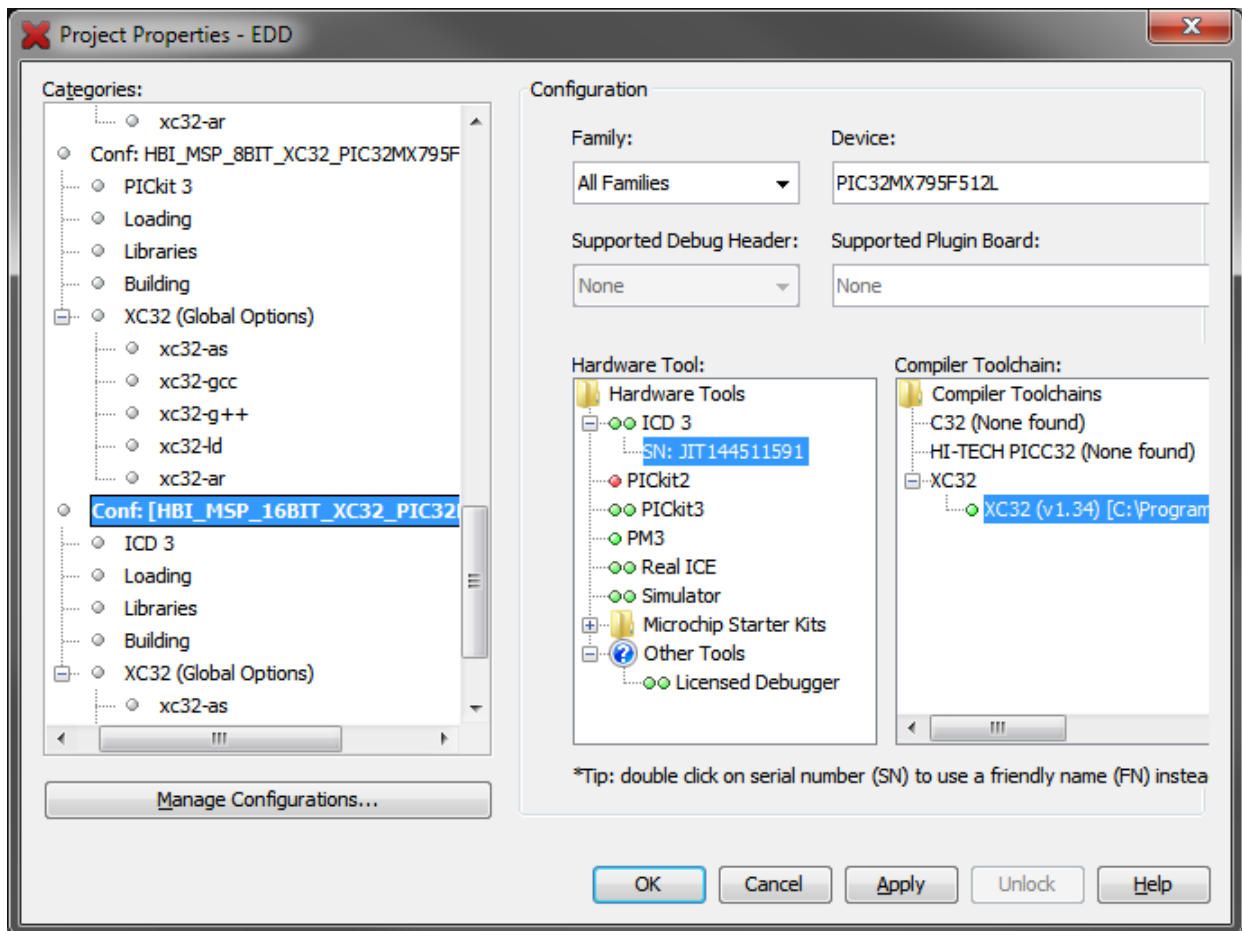 Project Properties - EDD
Categories:
xc32-ar
Conf: HBI_MSP_8BIT_XC32_PIC32MX795F
PICkit 3
Loading
Libraries
Building
XC32 (Global Options)
xc32-as
xc32-gcc
xc32-g++
xc32-ld
xc32-ar
Conf: [HBI_MSP_16BIT_XC32_PIC32
ICD 3
Loading
Libraries
Building
XC32 (Global Options)
xc32-as
Manage Configurations...
Configuration
Family:
Device:
All Families
PIC32MX795F512L
Supported Debug Header:
Supported Plugin Board:
None
None
Hardware Tool:
Hardware Tools
ICD 3
SN: JIT144511591
PICkit2
PICkit3
PM3
Real ICE
Simulator
Microchip Starter Kits
Other Tools
Licensed Debugger
Compiler Toolchain:
Compiler Toolchains
C32 (None found)
HI-TECH PICC32 (None found)
XC32
XC32 (v1.34) [C:\Program
*Tip: double click on serial number (SN) to use a friendly name (FN) instea
OK
Cancel
Apply
Unlock
Help